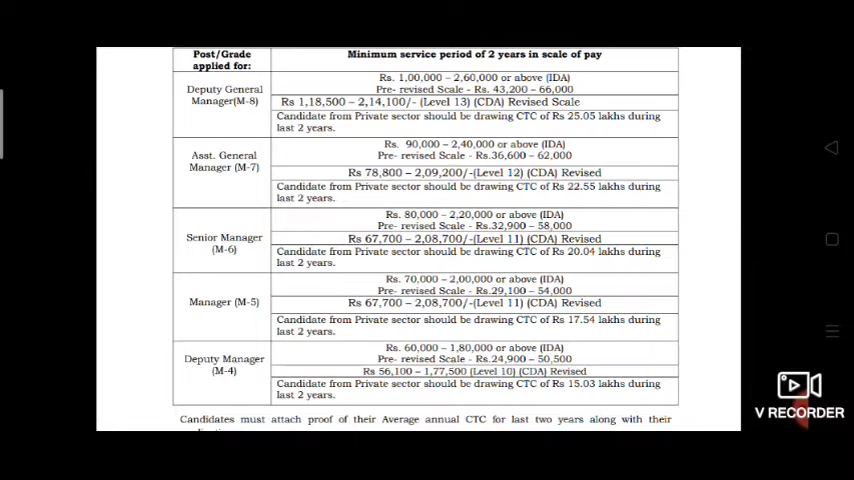 Post/Grade applied for:
Minimum service period of 2 years in scale of pay
Deputy General Manager(M-8)
Rs. 1,00,000 – 2,60,000 or above (IDA)
Pre- revised Scale - Rs. 43,200 – 66,000
Rs 1,18,500 – 2,14,100/- (Level 13) (CDA) Revised Scale
Candidate from Private sector should be drawing CTC of Rs 25.05 lakhs during
last 2 years.
Asst. General
Manager (M-7)
Rs. 90,000 – 2,40,000 or above (IDA)
Pre- revised Scale - Rs.36,600 – 62,000
Rs 78,800 – 2,09,200/-(Level 12) (CDA) Revised
Candidate from Private sector should be drawing CTC of Rs 22.55 lakhs during
last 2 years.
Senior Manager
(M-6)
Rs. 80,000 – 2,20,000 or above (IDA)
Pre- revised Scale - Rs.32,900 – 58,000
Rs 67,700 – 2,08,700/-(Level 11) (CDA) Revised
Candidate from Private sector should be drawing CTC of Rs 20.04 lakhs during
last 2 years.
Manager (M-5)
Rs. 70,000 – 2,00,000 or above (IDA)
Pre- revised Scale - Rs.29,100 – 54,000
Rs 67,700 – 2,08,700/-(Level 11) (CDA) Revised
Candidate from Private sector should be drawing CTC of Rs 17.54 lakhs during
last 2 years.
Deputy Manager
(M-4)
Rs. 60,000 – 1,80,000 or above (IDA)
Pre- revised Scale - Rs.24,900 – 50,500
Rs 56,100 – 1,77,500 (Level 10) (CDA) Revised
Candidate from Private sector should be drawing CTC of Rs 15.03 lakhs during
last 2 years.
Candidates must attach proof of their Average annual CTC for last two years along with their
V RECORDER